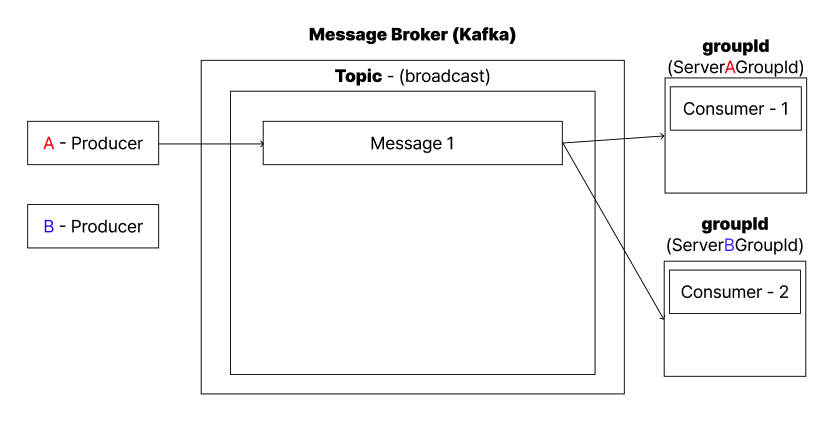 Message Broker (Kafka)
Topic - (broadcast)
A - Producer
Message 1
B - Producer
groupId
(ServerAGroupId)
Consumer - 1
groupId
(ServerBGroupId)
Consumer - 2